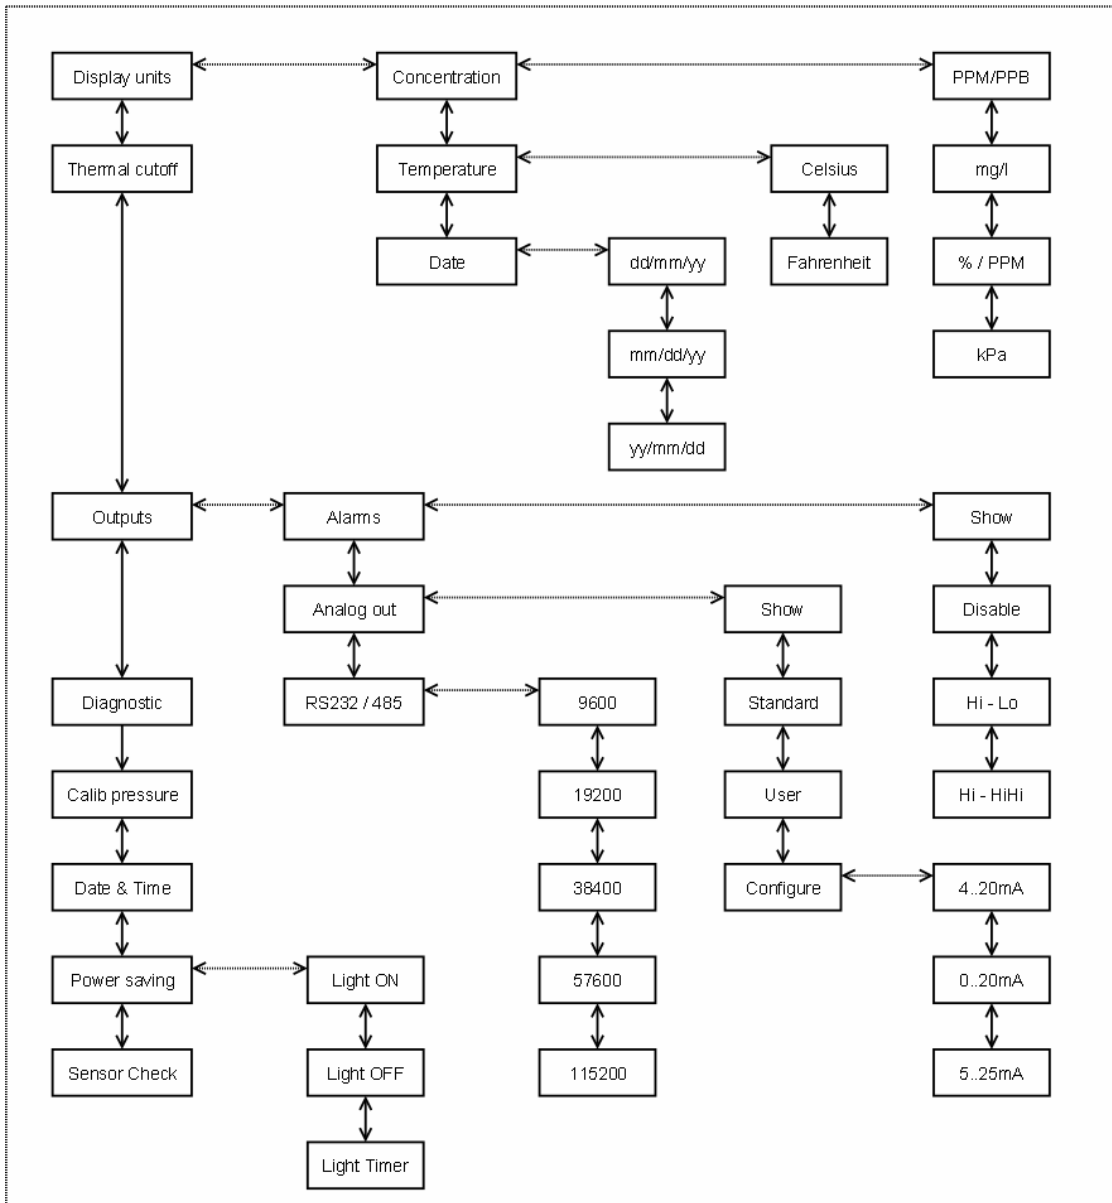 Display units
Concentration
PPM/PPB
Thermal cutoff
Temperature
Celsius
mg/l
Date
dd/mm/yy
Fahrenheit
% / PPM
mm/dd/yy
kPa
yy/mm/dd
Outputs
Alarms
Show
Analog out
Show
Disable
Diagnostic
RS232 / 485
9600
Standard
Hi - Lo
Calib pressure
19200
User
Hi - HiHi
Date & Time
38400
Configure
4..20mA
Power saving
Light ON
57600
0..20mA
Sensor Check
Light OFF
115200
5..25mA
Light Timer